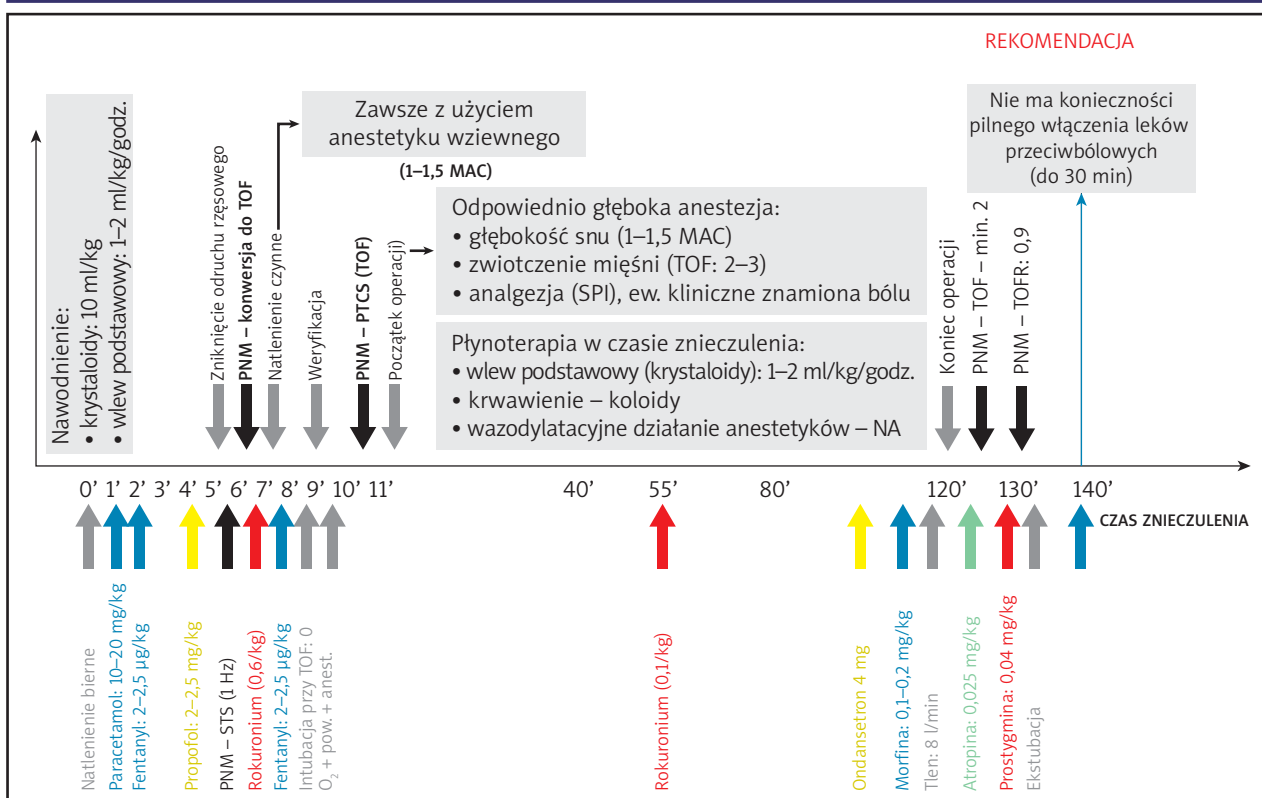 REKOMENDACJA
Nawodnienie:
• krystaloidy: 10 ml/kg
• wlew podstawowy: 1–2 ml/kg/godz.
Zniknięcie odruchu rzęsowego
PNM – konwersja do TOF
Natlenienie czynne
Zawsze z użyciem
anestetyku wziewnego
(1–1,5 MAC)
Weryfikacja
PNM – PTCS (TOF)
Początek operacji)
Odpowiednio głęboka anestezja:
• głębokość snu (1–1,5 MAC)
• zwiotczenie mięśni (TOF: 2–3)
• analgezja (SPI), ew. kliniczne znamiona bólu
Płynoterapia w czasie znieczulenia:
• wlew podstawowy (krystaloidy): 1–2 ml/kg/godz.
• krwawienie – koloidy
• wazodylatacyjne działanie anestetyków – NA
Koniec operacji
PNM – TOF – min. 2
PNM – TOFR: 0,9
Nie ma konieczności
pilnego włączenia leków
przeciwbólowych
(do 30 min)
0’ 1’ 2’ 3’ 4’ 5’ 6’ 7’ 8’ 9’ 10’ 11’ 40’ 55’ 80’ 120’ 130’ 140’
CZAS ZNIECZULENIA
Natlenienie bierne
Paracetamol: 10–20 mg/kg
Fentanyl: 2–2,5 µg/kg
Propofol: 2–2,5 mg/kg
PNM – STS (1 Hz)
Rokuronium (0,6/kg)
Fentanyl: 2–2,5 µg/kg
Intubacja przy TOF: 0
O₂ + pow. + anest.
Rokuronium (0,1/kg)
Ondansetron 4 mg
Morfina: 0,1–0,2 mg/kg
Tlen: 8 l/min
Atropina: 0,025 mg/kg
Prostygmina: 0,04 mg/kg
Ekstubacja